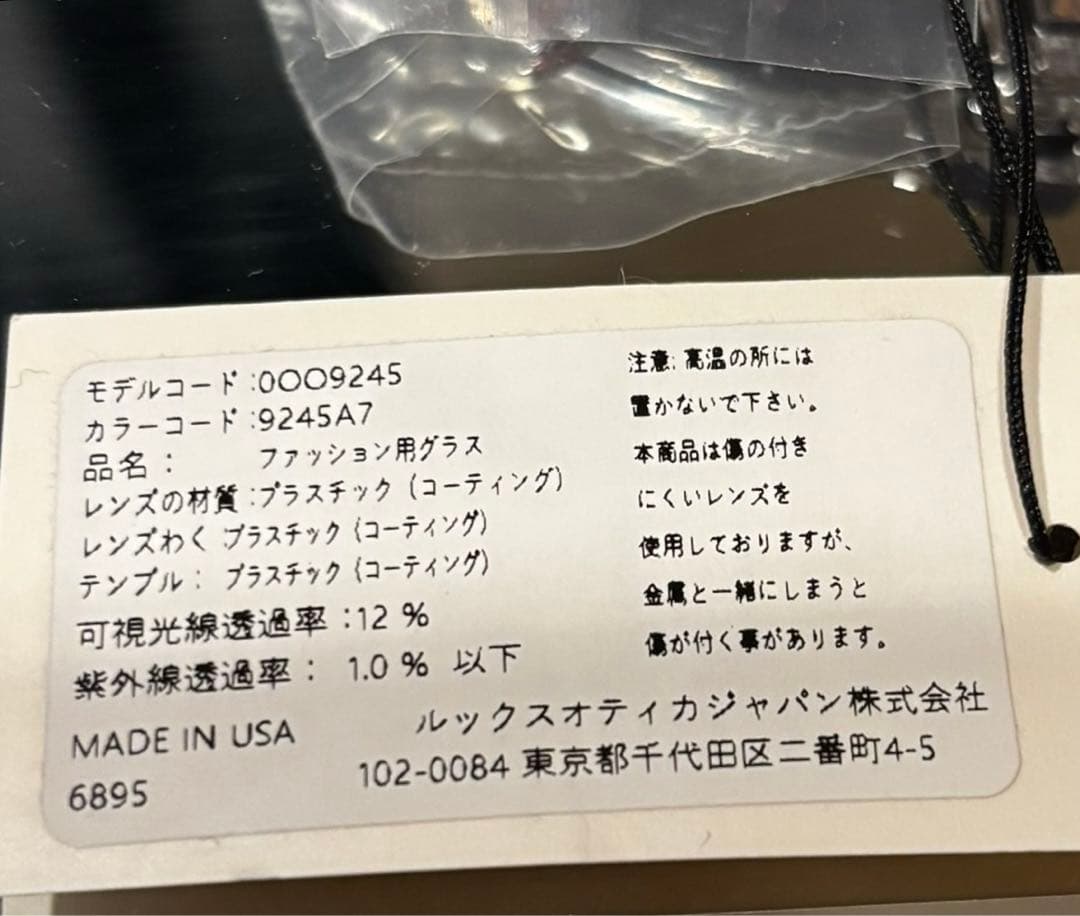 モデルコード:0OO9245
カラーコード:9245A7
品名: ファッション用グラス
レンズの材質:プラスチック (コーティング)
レンズわく プラスチック (コーティング)
テンプル: プラスチック (コーティング)
可視光線透過率:12 %
紫外線透過率: 1.0 % 以下
MADE IN USA
6895
注意: 高温の所には
置かないで下さい。
本商品は傷の付き
にくいレンズを
使用しておりますが、
金属と一緒にしまうと
傷が付く事があります。
ルックスオティカジャパン株式会社
102-0084 東京都千代田区二番町4-5